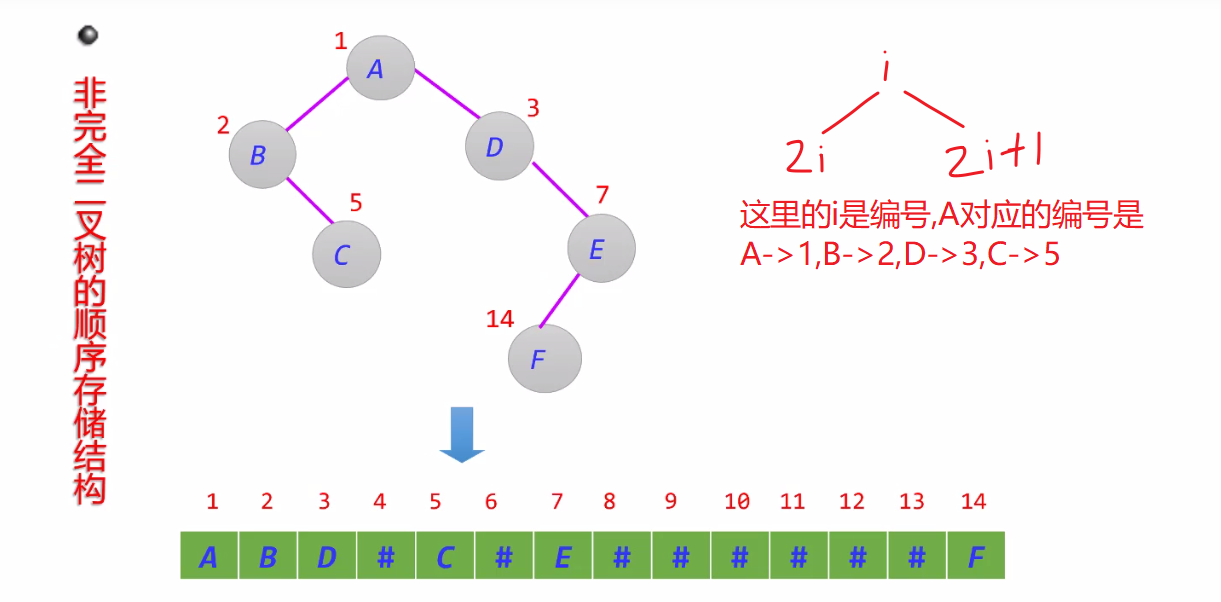 非完全二叉树的顺序存储结构
1
A
2
B
3
D
5
C
7
E
14
F
i
2i
2i+1
这里的i是编号,A对应的编号是
A->1,B->2,D->3,C->5
1 2 3 4 5 6 7 8 9 10 11 12 13 14
A B D # C # E # # # # # # F